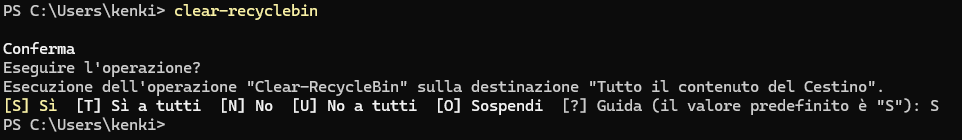 PS C:\Users\kenki> clear-recyclebin
Conferma
Eseguire l'operazione?
Esecuzione dell'operazione "Clear-RecycleBin" sulla destinazione "Tutto il contenuto del Cestino".
[S] Sì  [T] Sì a tutti  [N] No  [U] No a tutti  [O] Sospendi  [?] Guida (il valore predefinito è "S"): S
PS C:\Users\kenki>